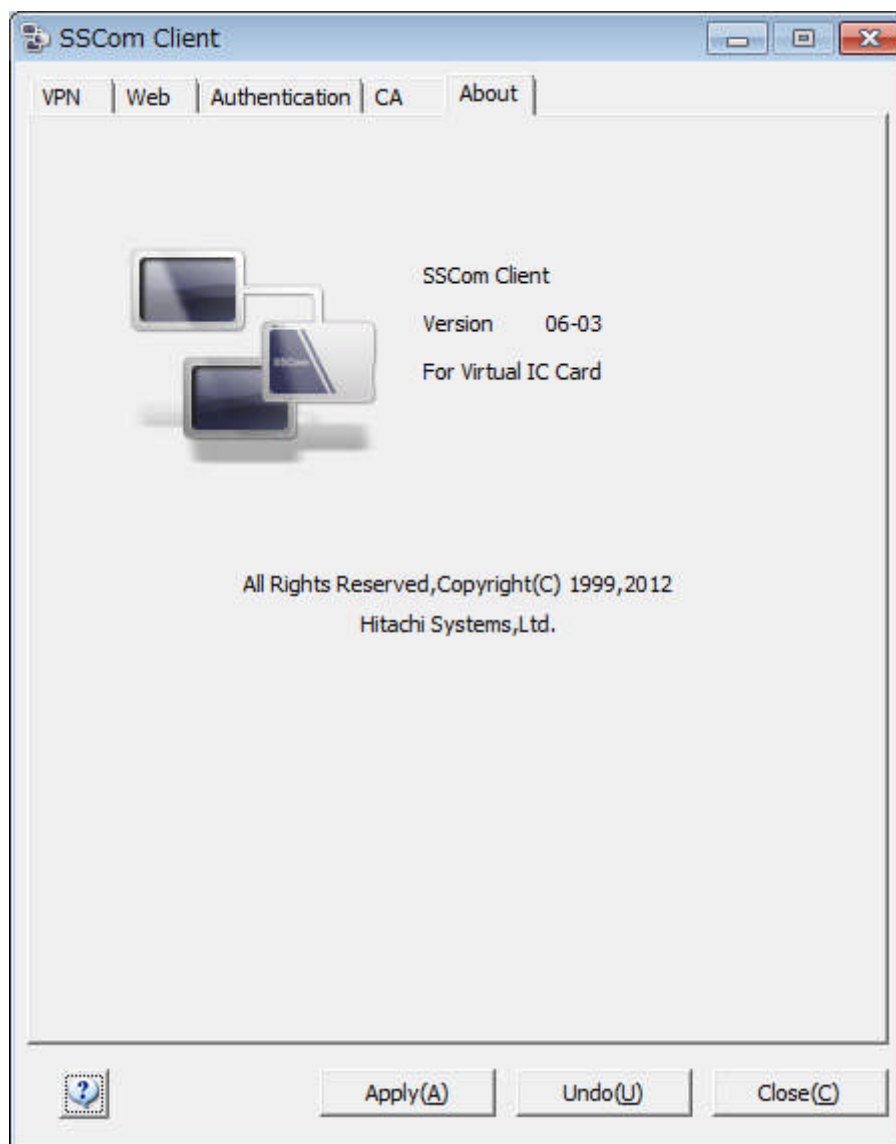 SSCom Client
VPN Web Authentication CA About
SSCom Client
Version 06-03
For Virtual IC Card
SSCom
All Rights Reserved,Copyright(C) 1999,2012
Hitachi Systems,Ltd.
Apply(A) Undo(U) Close(C)